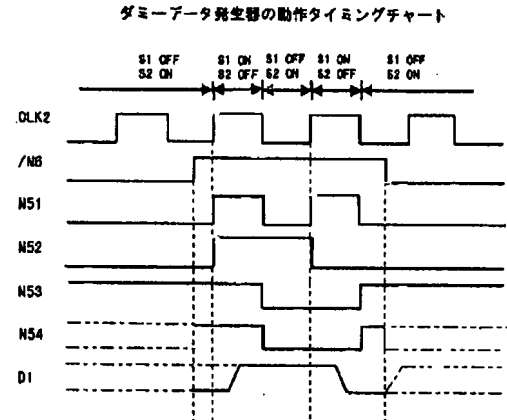 ダミーデータ発生器の動作タイミングチャート
S1 OFF S1 ON S1 OFF S1 ON S1 OFF
S2 ON S2 OFF S2 ON S2 OFF S2 ON
CLK2
/N6
N51
N52
N53
N54
D1